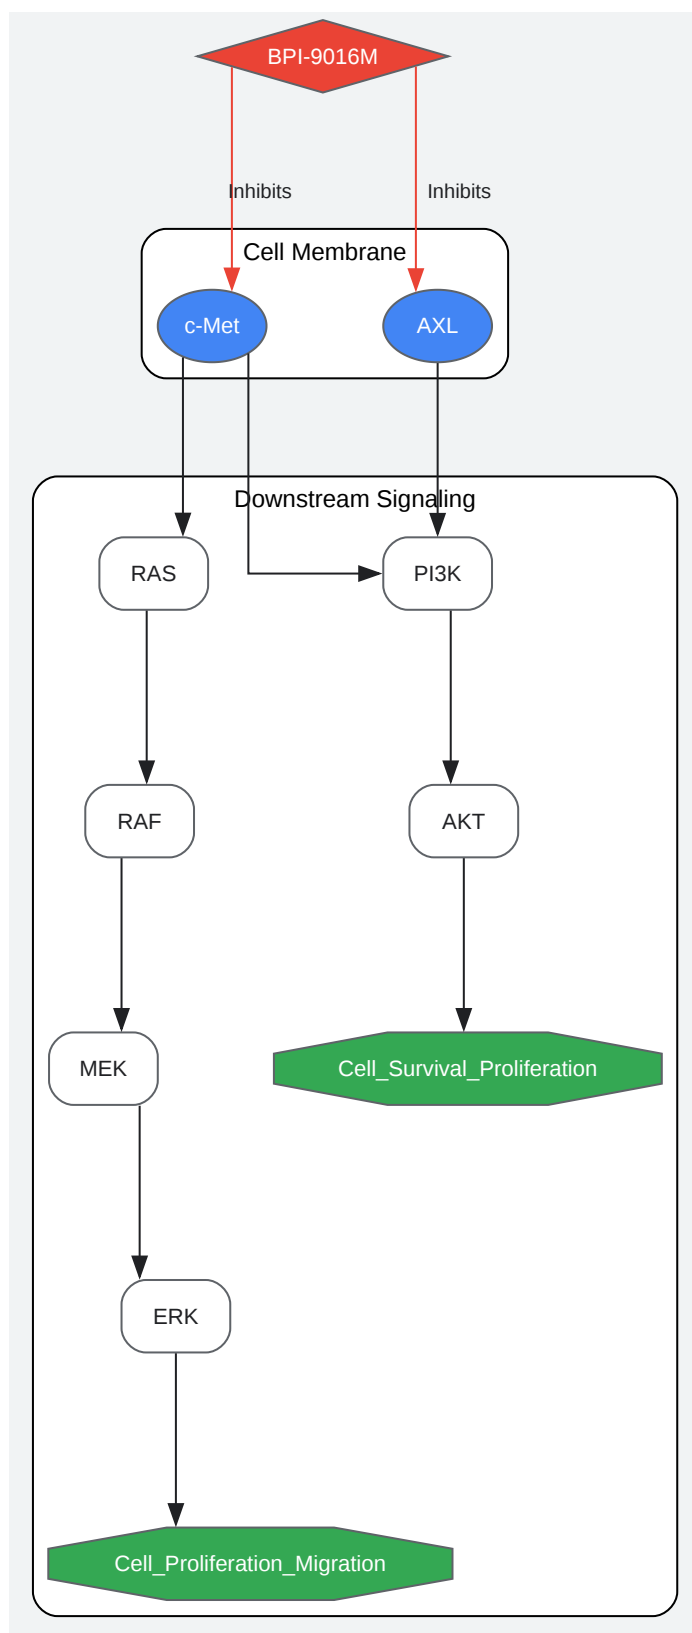 BPI-9016M
Inhibits
Inhibits
Cell Membrane
c-Met
AXL
Downstream Signaling
RAS
PI3K
RAF
AKT
MEK
Cell_Survival_Proliferation
ERK
Cell_Proliferation_Migration